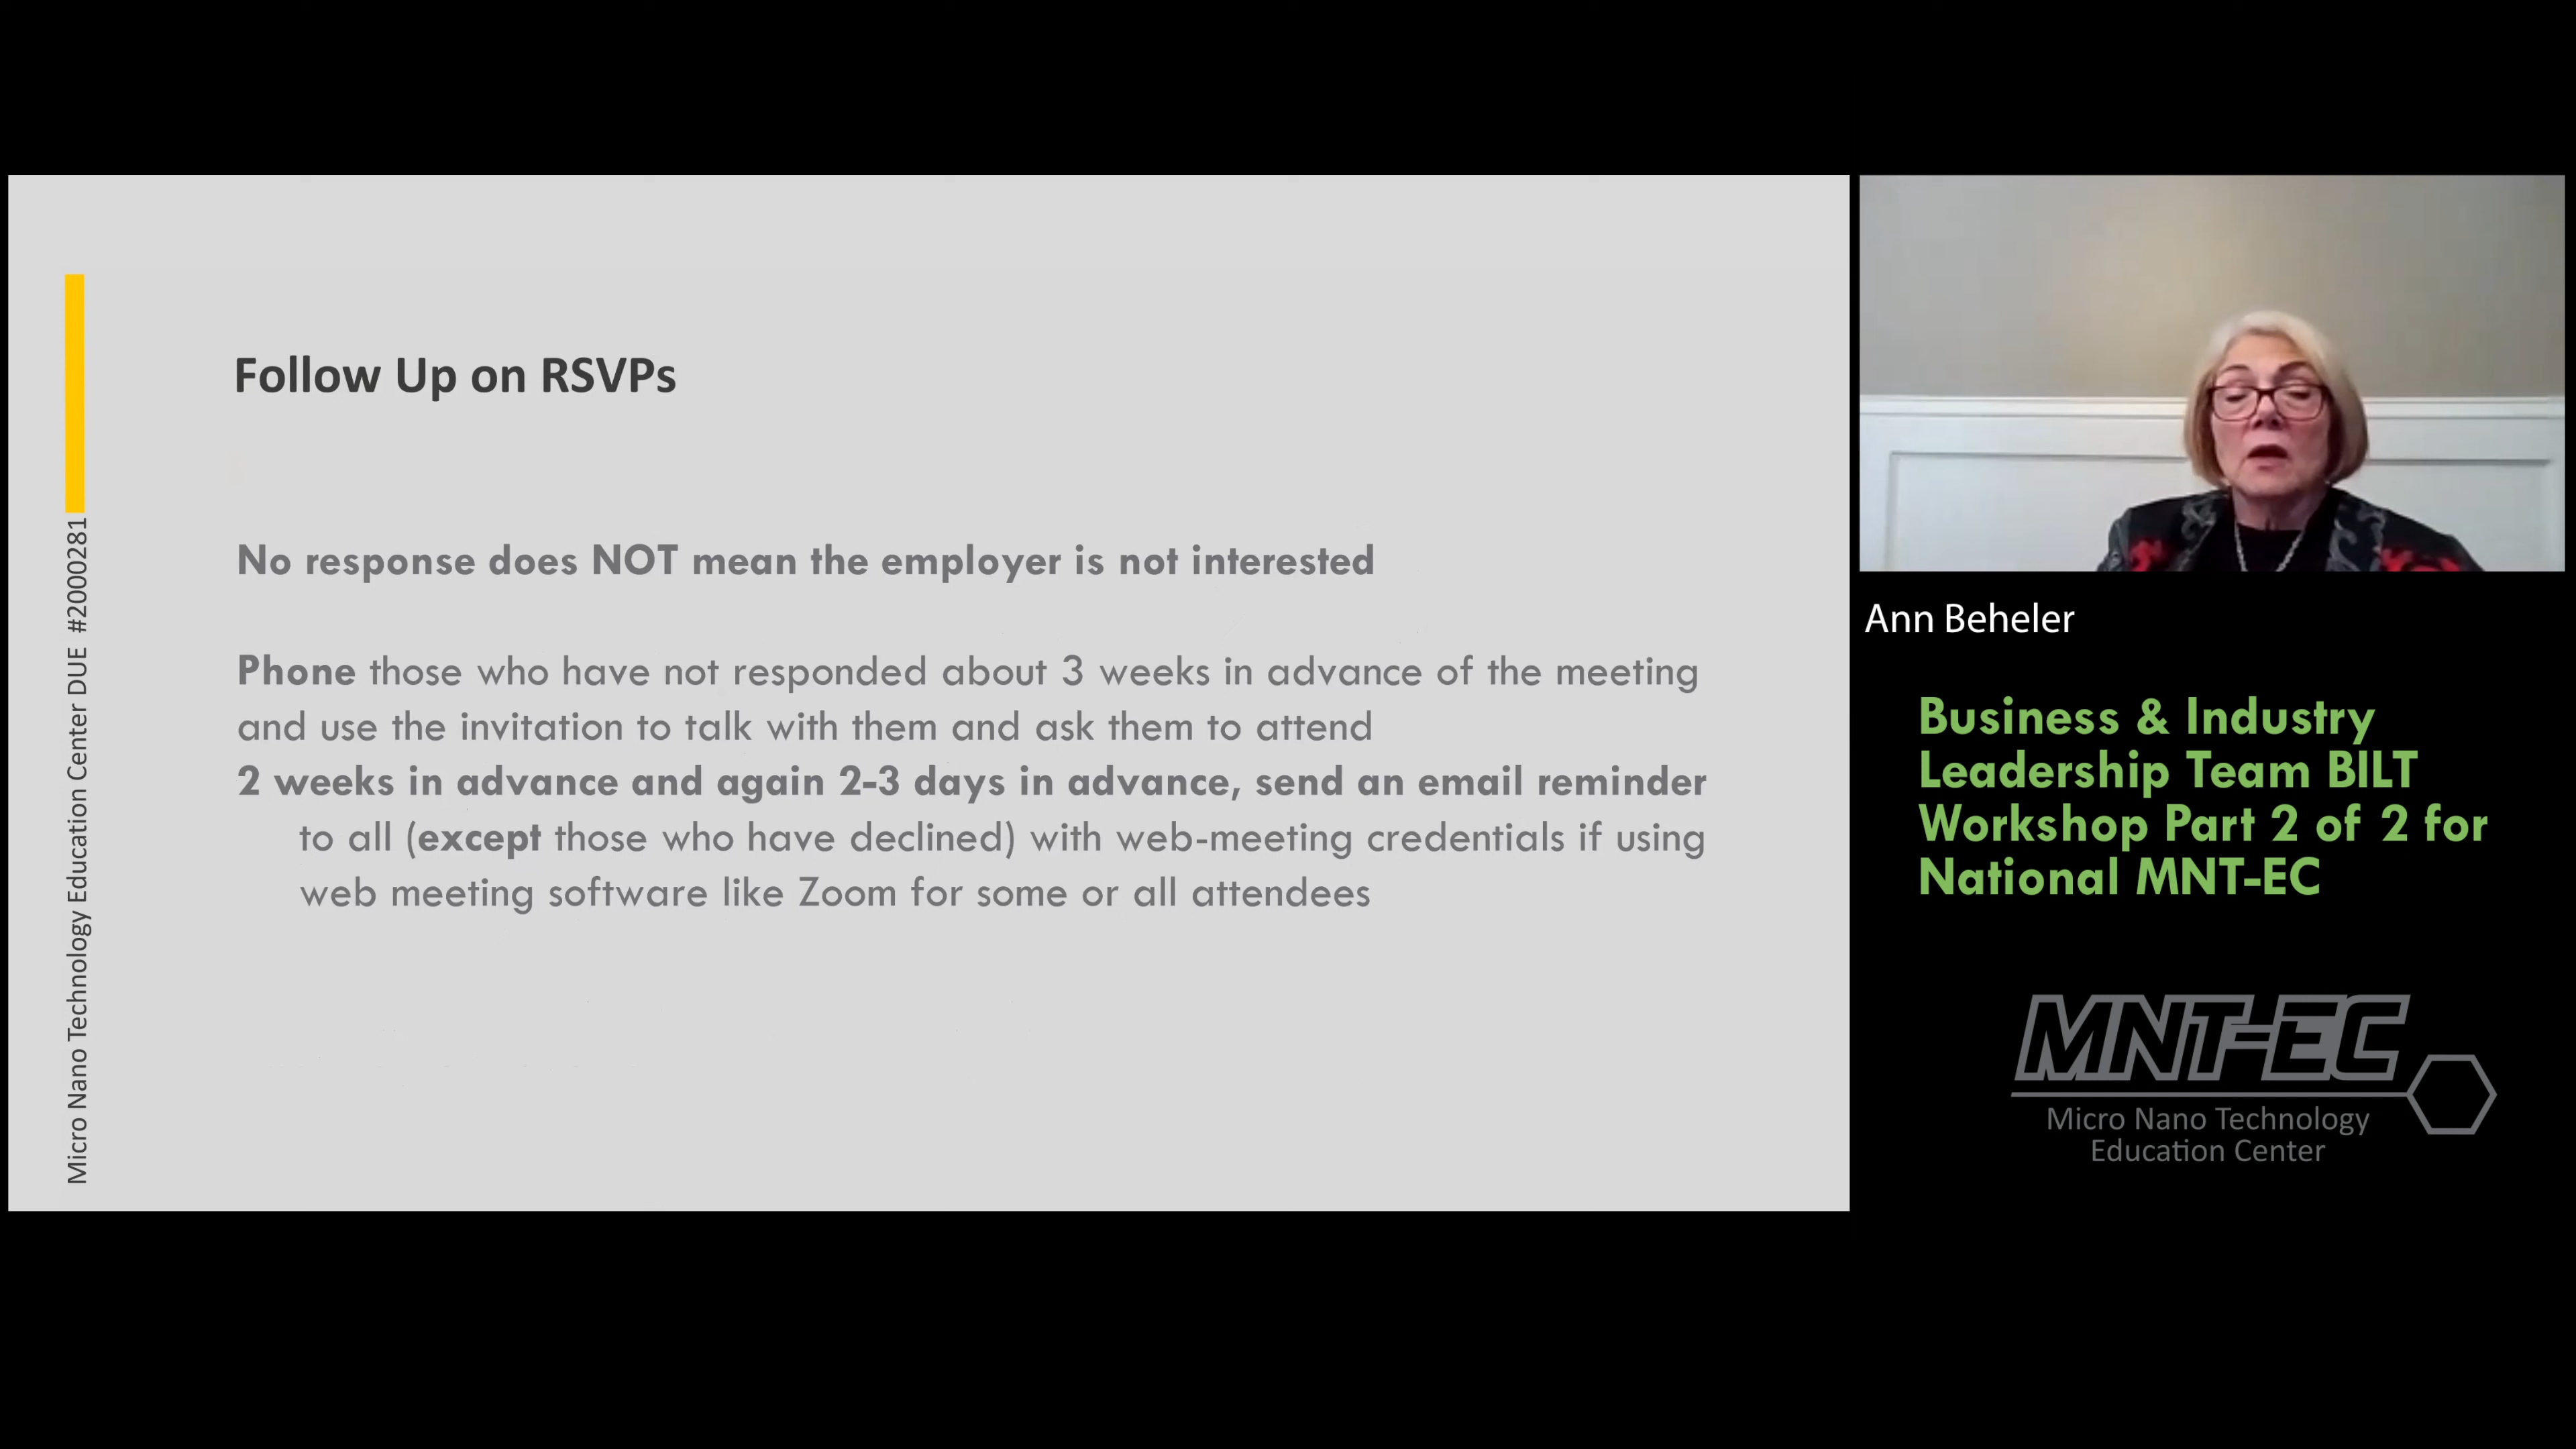 Follow Up on RSVPs
No response does NOT mean the employer is not interested
Phone those who have not responded about 3 weeks in advance of the meeting
and use the invitation to talk with them and ask them to attend
2 weeks in advance and again 2-3 days in advance, send an email reminder
to all (except those who have declined) with web-meeting credentials if using
web meeting software like Zoom for some or all attendees
Micro Nano Technology Education Center DUE #2000281
Ann Beheler
Business & Industry
Leadership Team BILT
Workshop Part 2 of 2 for
National MNT-EC
MNT-EC
Micro Nano Technology
Education Center